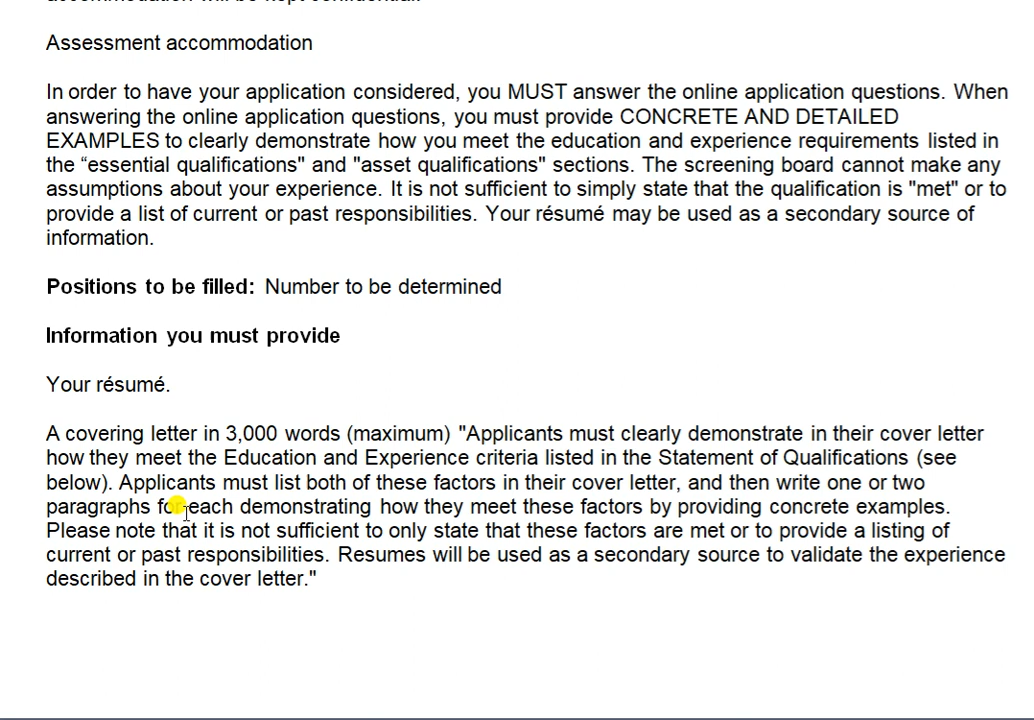 Assessment accommodation
In order to have your application considered, you MUST answer the online application questions. When
answering the online application questions, you must provide CONCRETE AND DETAILED
EXAMPLES to clearly demonstrate how you meet the education and experience requirements listed in
the “essential qualifications" and "asset qualifications" sections. The screening board cannot make any
assumptions about your experience. It is not sufficient to simply state that the qualification is "met" or to
provide a list of current or past responsibilities. Your résumé may be used as a secondary source of
information.
Positions to be filled: Number to be determined
Information you must provide
Your résumé.
A covering letter in 3,000 words (maximum) "Applicants must clearly demonstrate in their cover letter
how they meet the Education and Experience criteria listed in the Statement of Qualifications (see
below). Applicants must list both of these factors in their cover letter, and then write one or two
paragraphs for each demonstrating how they meet these factors by providing concrete examples.
Please note that it is not sufficient to only state that these factors are met or to provide a listing of
current or past responsibilities. Resumes will be used as a secondary source to validate the experience
described in the cover letter."